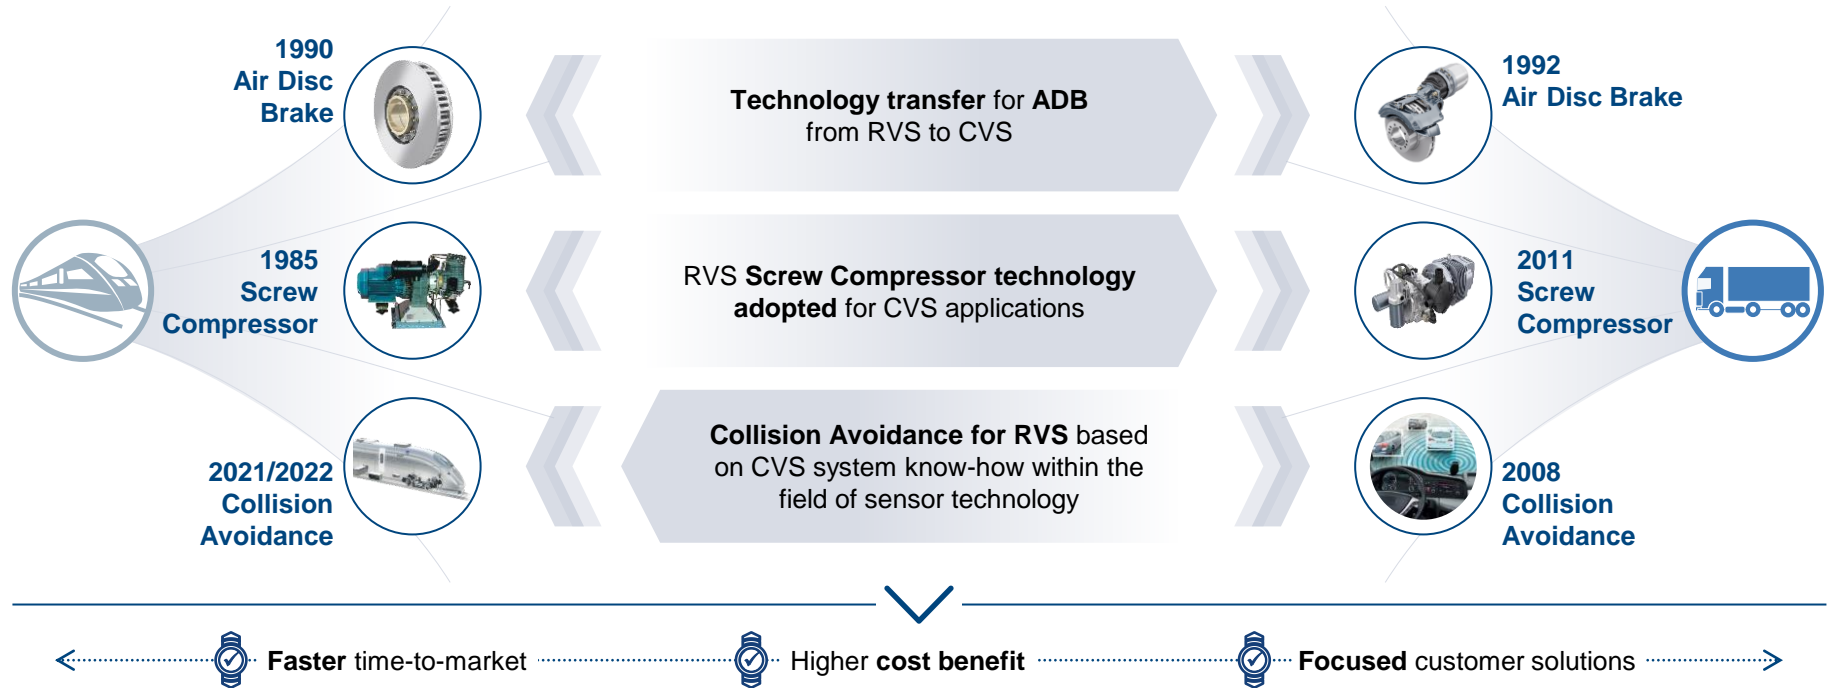 1990
Air Disc
Brake
Technology transfer for ADB
from RVS to CVS
1992
Air Disc Brake
1985
Screw
Compressor
RVS Screw Compressor technology
adopted for CVS applications
2011
Screw
Compressor
2021/2022
Collision
Avoidance
Collision Avoidance for RVS based
on CVS system know-how within the
field of sensor technology
2008
Collision
Avoidance
Faster time-to-market
Higher cost benefit
Focused customer solutions